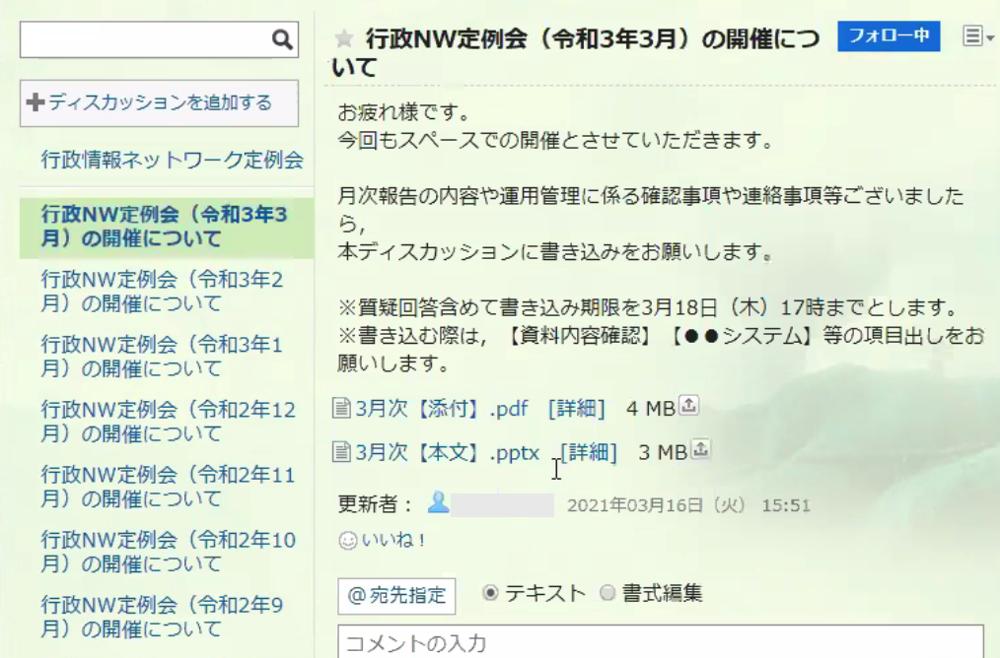 ディスカッションを追加する
行政情報ネットワーク定例会
行政NW定例会（令和3年3
月）の開催について
行政NW定例会（令和3年2
月）の開催について
行政NW定例会（令和3年1
月）の開催について
行政NW定例会（令和2年12
月）の開催について
行政NW定例会（令和2年11
月）の開催について
行政NW定例会（令和2年10
月）の開催について
行政NW定例会（令和2年9
月）の開催について
行政NW定例会（令和3年3月）の開催につ
いて
フォロー中
お疲れ様です。
今回もスペースでの開催とさせていただきます。
月次報告の内容や運用管理に係る確認事項や連絡事項等ございました
ら，
本ディスカッションに書き込みをお願いします。
※質疑回答含めて書き込み期限を3月18日（木）17時までとします。
※書き込む際は，【資料内容確認】【●●システム】等の項目出しをお
願いします。
3月次【添付】.pdf [詳細] 4 MB
3月次【本文】.pptx [詳細] 3 MB
更新者： 2021年03月16日（火） 15:51
いいね！
@宛先指定 テキスト 書式編集
コメントの入力